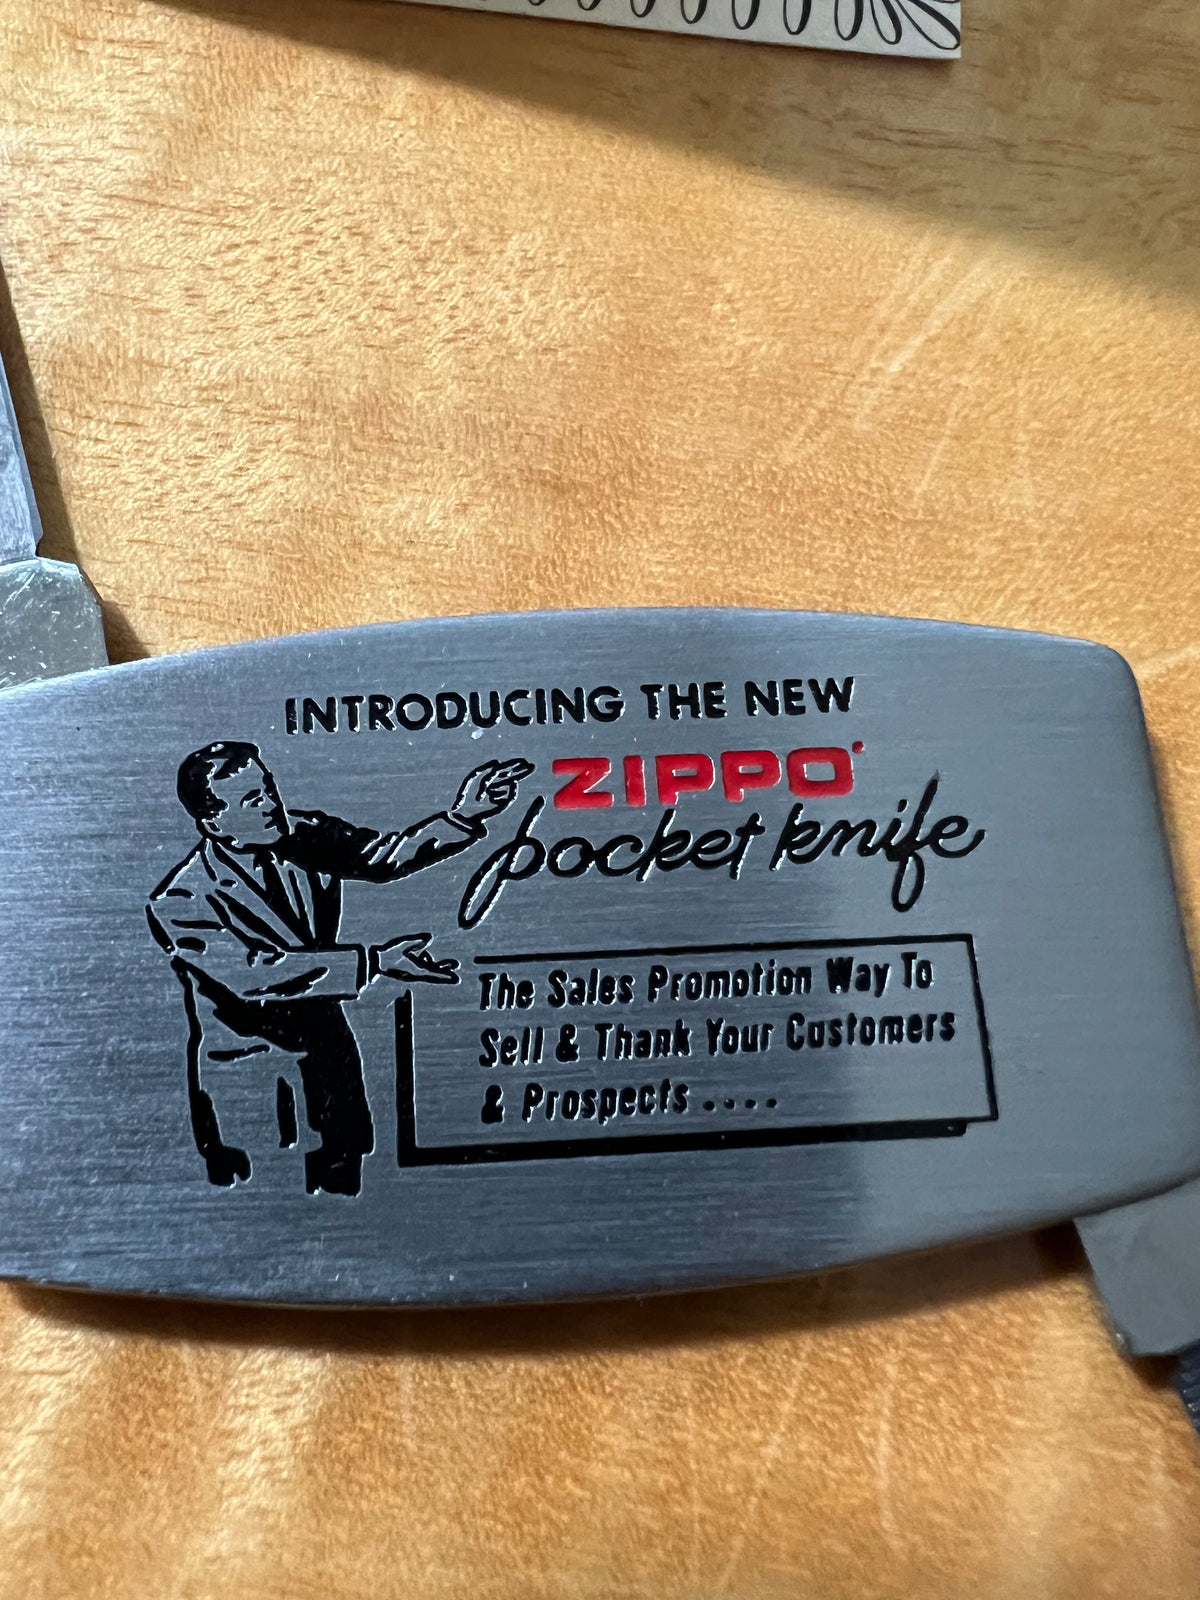 INTRODUCING THE NEW
ZIPPO
pocket knife
The Sales Promotion Way To
Sell & Thank Your Customers
& Prospects ....